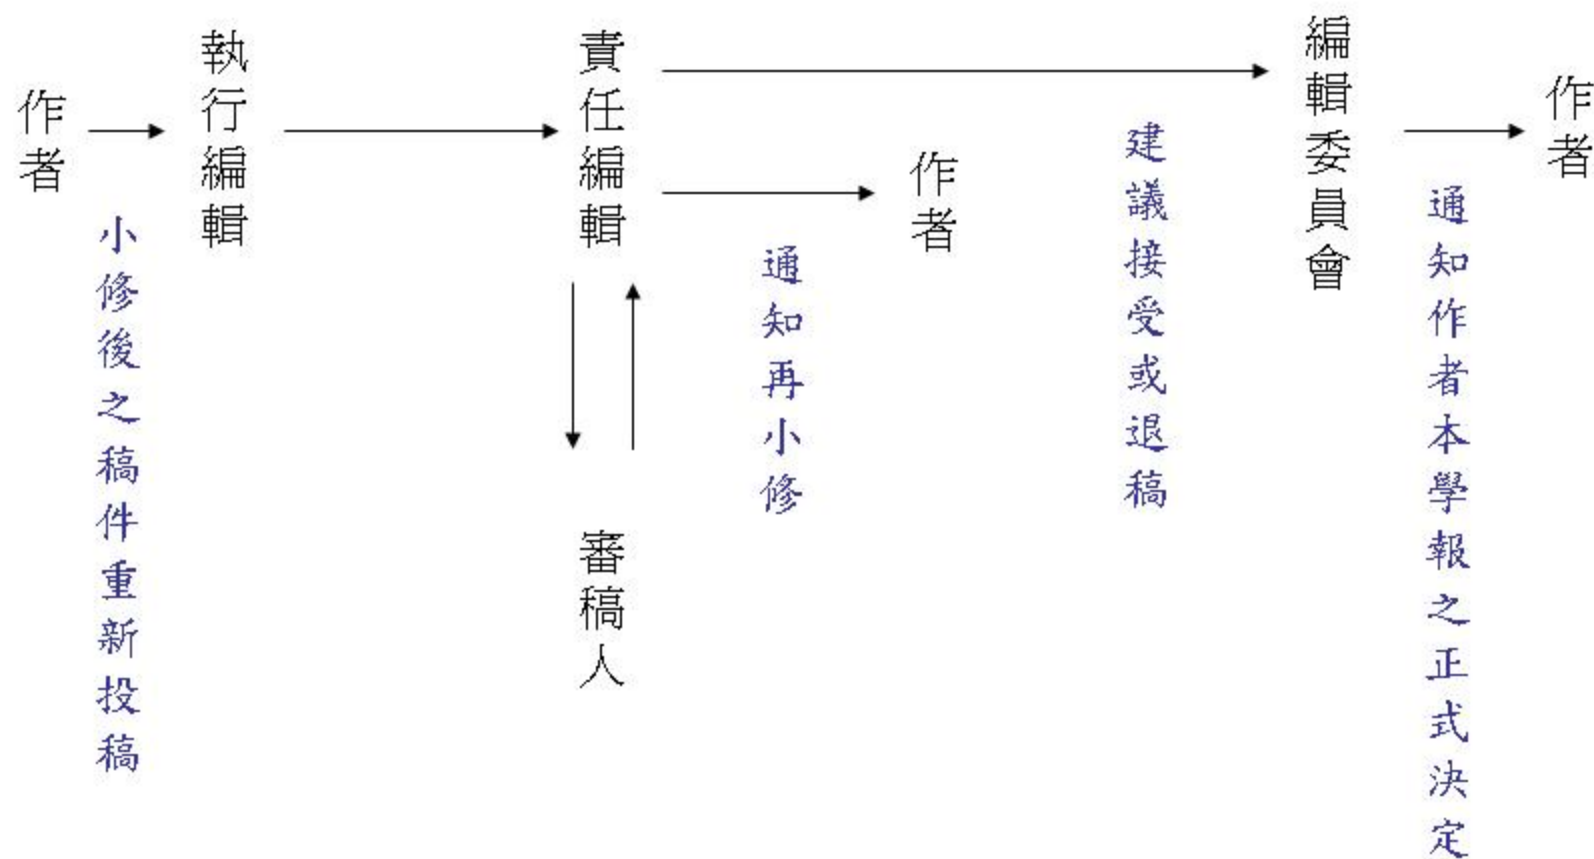 作者
小修後之稿件重新投稿
執行編輯
責任編輯
審稿人
通知再小修
作者
建議接受或退稿
編輯委員會
通知作者本學報之正式決定
作者